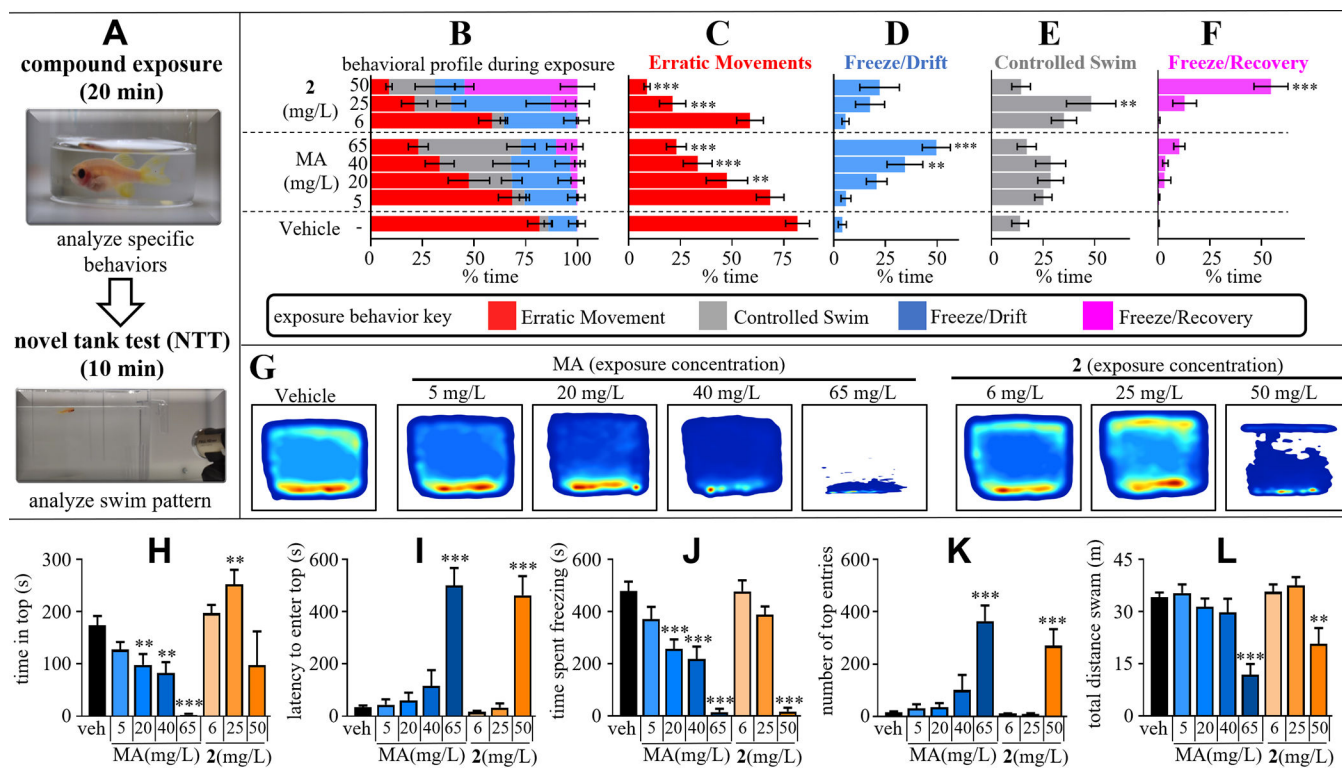 A
compound exposure
(20 min)
analyze specific
behaviors
novel tank test (NTT)
(10 min)
analyze swim pattern
B C D E F
behavioral profile during exposure Erratic Movements Freeze/Drift Controlled Swim Freeze/Recovery
2 50 *** ***
(mg/L) 25 *** **
6
MA 65 *** ***
(mg/L) 40 *** **
20 **
5
Vehicle -
0 25 50 75 100 0 25 50 75 0 25 50 0 25 50 0 25 50
% time % time % time % time % time
exposure behavior key Erratic Movement Controlled Swim Freeze/Drift Freeze/Recovery
G
MA (exposure concentration) 2 (exposure concentration)
Vehicle 5 mg/L 20 mg/L 40 mg/L 65 mg/L 6 mg/L 25 mg/L 50 mg/L
H
time in top (s)
300
200
100
0
** ** *** **
veh 5 20 40 65 6 25 50
MA(mg/L) 2(mg/L)
I
latency to enter top (s)
600
400
200
0
*** ***
veh 5 20 40 65 6 25 50
MA(mg/L) 2(mg/L)
J
time spent freezing (s)
600
400
200
0
*** *** *** ***
veh 5 20 40 65 6 25 50
MA(mg/L) 2(mg/L)
K
number of top entries
600
400
200
0
*** ***
veh 5 20 40 65 6 25 50
MA(mg/L) 2(mg/L)
L
total distance swam (m)
45
30
15
0
*** **
veh 5 20 40 65 6 25 50
MA(mg/L) 2(mg/L)